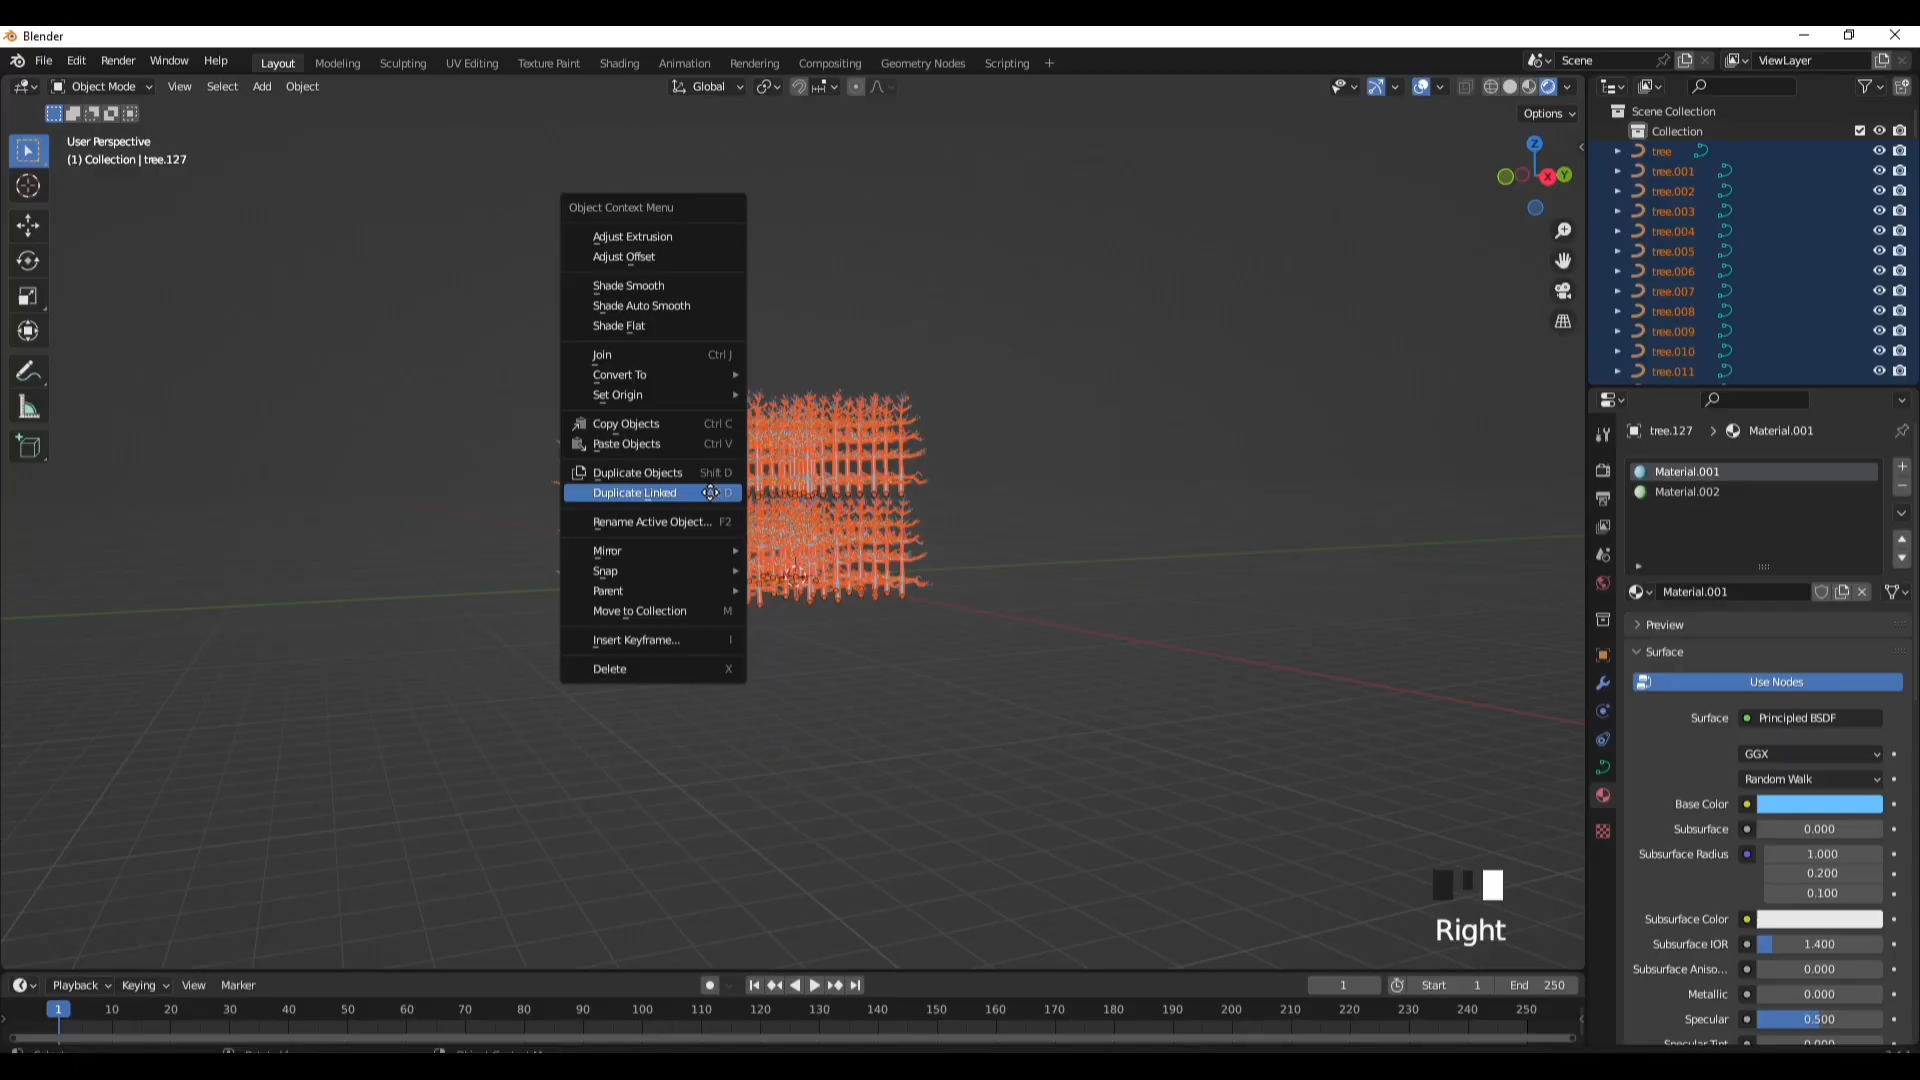 Blender
File Edit Render Window Help Layout Modeling Sculpting UV Editing Texture Paint Shading Animation Rendering Compositing Geometry Nodes Scripting + Scene ViewLayer
Object Mode View Select Add Object Global
Options
User Perspective
(1) Collection | tree.127
Z
X
Y
Object Context Menu
Adjust Extrusion
Adjust Offset
Shade Smooth
Shade Auto Smooth
Shade Flat
Join Ctrl J
Convert To
Set Origin
Copy Objects Ctrl C
Paste Objects Ctrl V
Duplicate Objects Shift D
Duplicate Linked D
Rename Active Object... F2
Mirror
Snap
Parent
Move to Collection M
Insert Keyframe... I
Delete X
Right
Scene Collection
Collection
tree
tree.001
tree.002
tree.003
tree.004
tree.005
tree.006
tree.007
tree.008
tree.009
tree.010
tree.011
tree.127 > Material.001
Material.001
Material.002
Material.001
Preview
Surface
Use Nodes
Surface Principled BSDF
GGX
Random Walk
Base Color
Subsurface 0.000
Subsurface Radius 1.000
0.200
0.100
Subsurface Color
Subsurface IOR 1.400
Subsurface Aniso... 0.000
Metallic 0.000
Specular 0.500
Playback Keying View Marker 1 Start 1 End 250
1 10 20 30 40 50 60 70 80 90 100 110 120 130 140 150 160 170 180 190 200 210 220 230 240 250